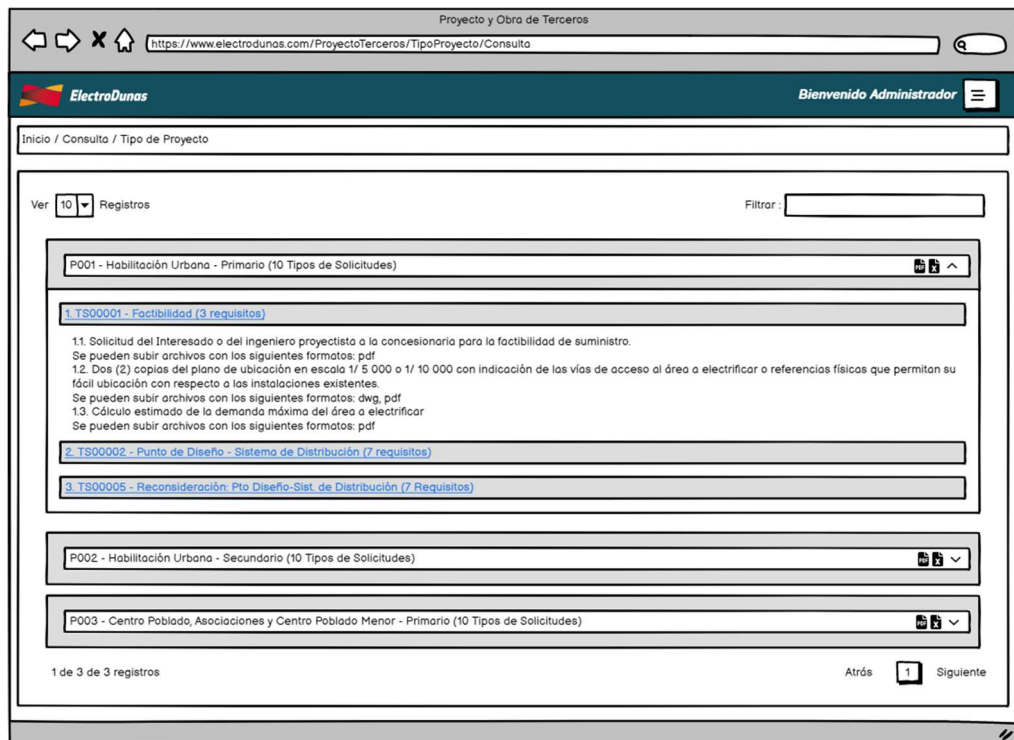 Proyecto y Obra de Terceros
https://www.electrodunas.com/ProyectoTerceros/TipoProyecto/Consulta
ElectroDunas
Bienvenido Administrador
Inicio / Consulta / Tipo de Proyecto
Ver 10 Registros
Filtrar :
P001 - Habilitación Urbana - Primario (10 Tipos de Solicitudes)
1. TS00001 - Factibilidad (3 requisitos)
1.1. Solicitud del Interesado o del ingeniero proyectista a la concesionaria para la factibilidad de suministro.
Se pueden subir archivos con los siguientes formatos: pdf
1.2. Dos (2) copias del plano de ubicación en escala 1/ 5 000 o 1/ 10 000 con indicación de las vías de acceso al área a electrificar o referencias físicas que permitan su
fácil ubicación con respecto a las instalaciones existentes.
Se pueden subir archivos con los siguientes formatos: dwg, pdf
1.3. Cálculo estimado de la demanda máxima del área a electrificar
Se pueden subir archivos con los siguientes formatos: pdf
2. TS00002 - Punto de Diseño - Sistema de Distribución (7 requisitos)
3. TS00005 - Reconsideración: Pto Diseño-Sist. de Distribución (7 Requisitos)
P002 - Habilitación Urbana - Secundario (10 Tipos de Solicitudes)
P003 - Centro Poblado, Asociaciones y Centro Poblado Menor - Primario (10 Tipos de Solicitudes)
1 de 3 de 3 registros
Atrás 1 Siguiente